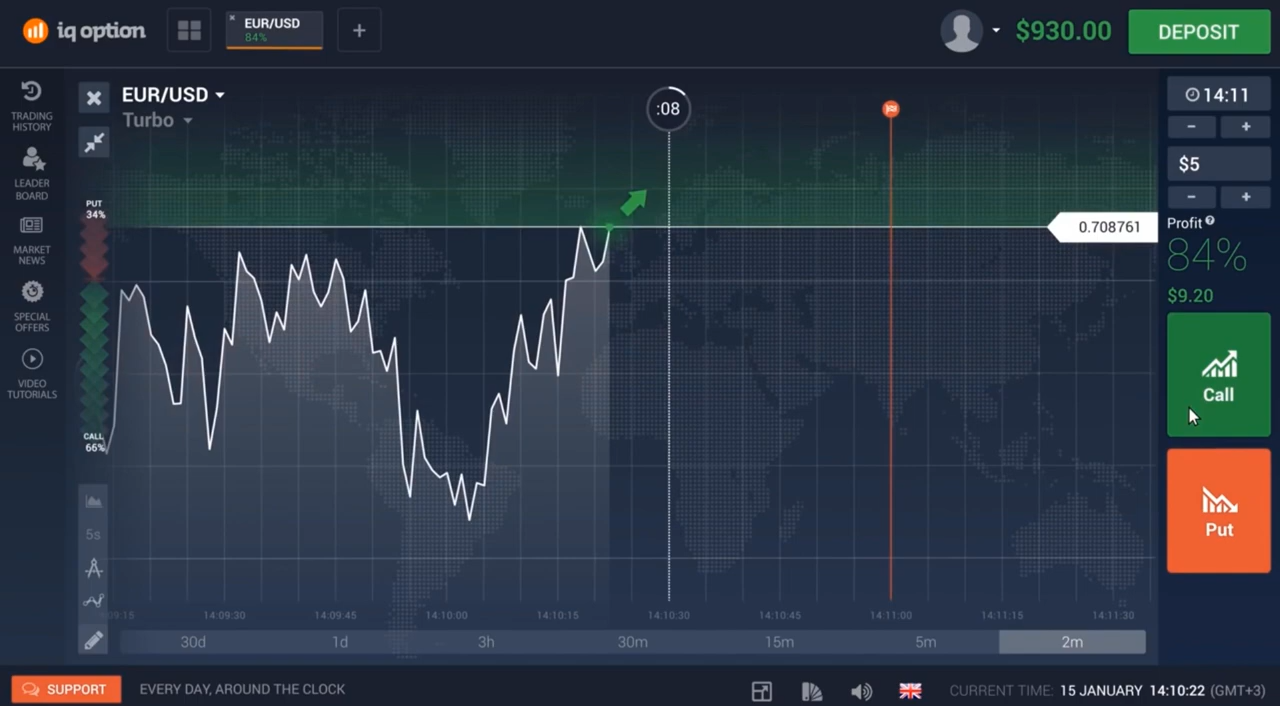 iq option
EUR/USD
84%
$930.00
DEPOSIT
TRADING
HISTORY
LEADER
BOARD
MARKET
NEWS
SPECIAL
OFFERS
VIDEO
TUTORIALS
EUR/USD
Turbo
:08
PUT
34%
CALL
66%
5s
0.708761
14:11
$5
Profit
84%
$9.20
Call
Put
09:15
14:09:30
14:09:45
14:10:00
14:10:15
14:10:30
14:10:45
14:11:00
14:11:15
14:11:30
30d
1d
3h
30m
15m
5m
2m
SUPPORT
EVERY DAY, AROUND THE CLOCK
CURRENT TIME: 15 JANUARY 14:10:22 (GMT+3)